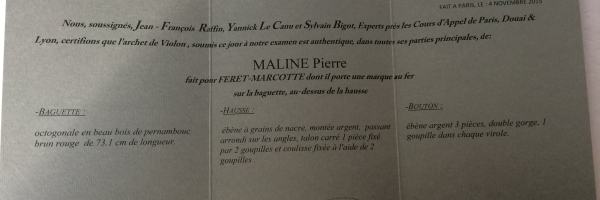 FAIT A PARIS, LE : 4 NOVEMBRE 2015
Nous, soussignés, Jean - François Raffin, Yannick Le Canu et Sylvain Bigot, Experts près les Cours d'Appel de Paris, Douai &
Lyon, certifions que l'archet de Violon , soumis ce jour à notre examen est authentique, dans toutes ses parties principales, de:
MALINE Pierre
fait pour FERET-MARCOTTE dont il porte une marque au fer
sur la baguette, au-dessus de la hausse
-BAGUETTE :
octogonale en beau bois de pernambouc
brun rouge de 73.1 cm de longueur.
-HAUSSE :
ébène à grains de nacre, montée argent, passant
arrondi sur les angles, talon carré 1 pièce fixé
par 2 goupilles et coulisse fixée à l'aide de 2
goupilles .
-BOUTON :
ébène argent 3 pièces, double gorge, 1
goupille dans chaque virole.